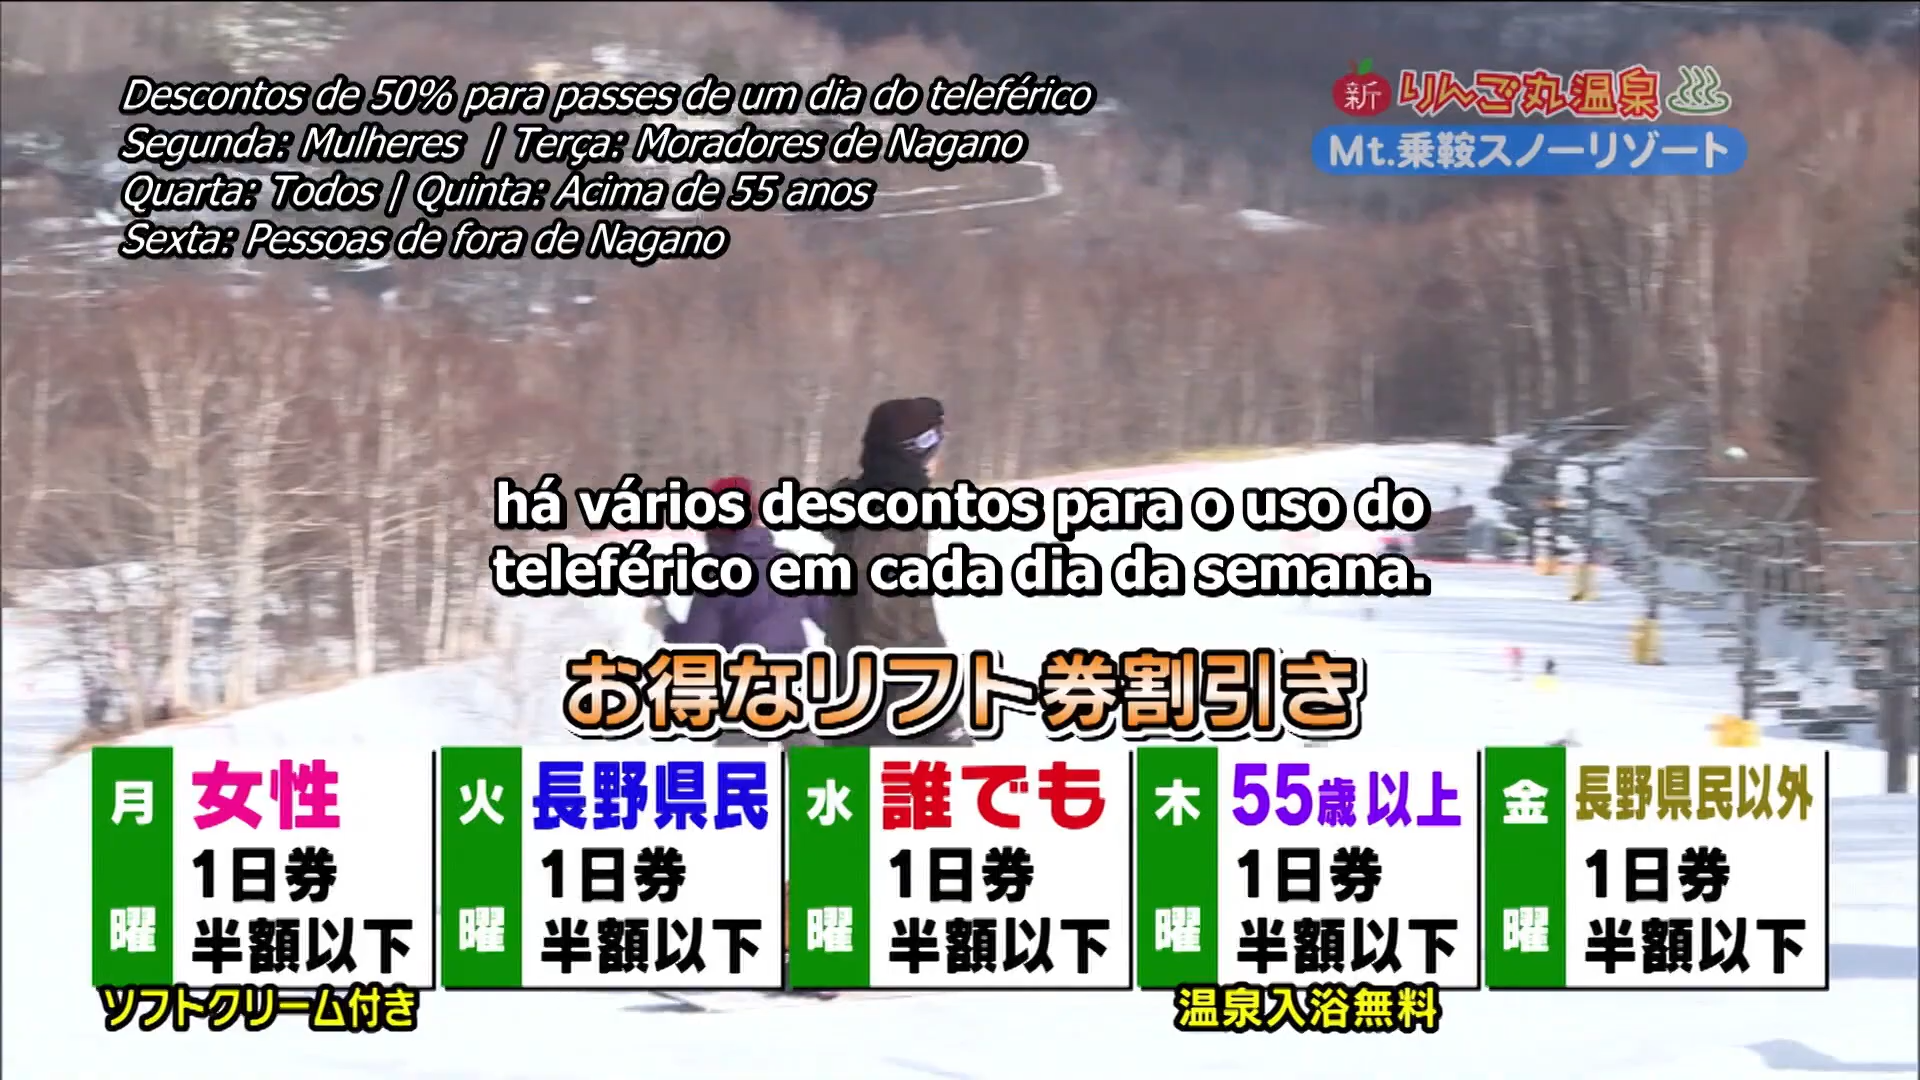 Descontos de 50% para passes de um dia do teleférico
Segunda: Mulheres | Terça: Moradores de Nagano
Quarta: Todos | Quinta: Acima de 55 anos
Sexta: Pessoas de fora de Nagano
新 りんご丸温泉
Mt.乗鞍スノーリゾート
há vários descontos para o uso do
teleférico em cada dia da semana.
お得なリフト券割引き
月曜
女性
1日券
半額以下
ソフトクリーム付き
火曜
長野県民
1日券
半額以下
水曜
誰でも
1日券
半額以下
木曜
55歳以上
1日券
半額以下
温泉入浴無料
金曜
長野県民以外
1日券
半額以下